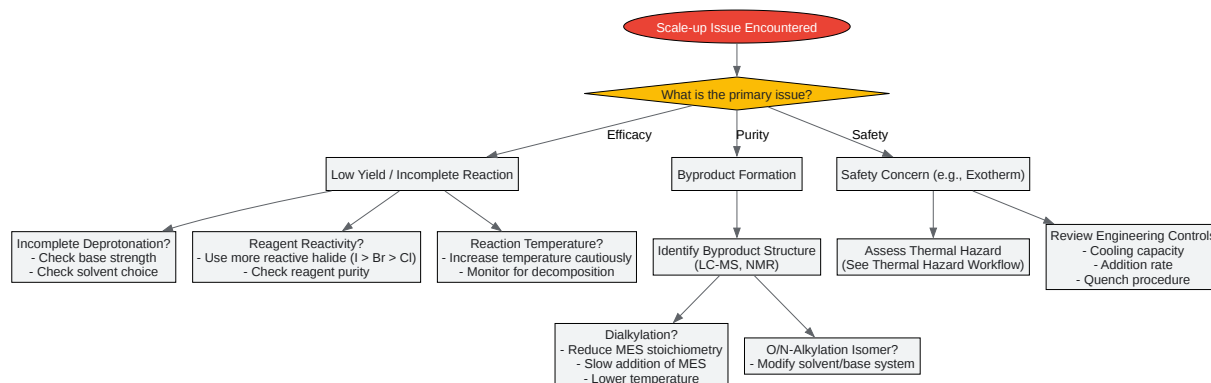 Scale-up Issue Encountered
What is the primary issue?
Efficacy
Purity
Safety
Low Yield / Incomplete Reaction
Byproduct Formation
Safety Concern (e.g., Exotherm)
Incomplete Deprotonation?
- Check base strength
- Check solvent choice
Reagent Reactivity?
- Use more reactive halide (I > Br > Cl)
- Check reagent purity
Reaction Temperature?
- Increase temperature cautiously
- Monitor for decomposition
Identify Byproduct Structure
(LC-MS, NMR)
Assess Thermal Hazard
(See Thermal Hazard Workflow)
Review Engineering Controls
- Cooling capacity
- Addition rate
- Quench procedure
Dialkylation?
- Reduce MES stoichiometry
- Slow addition of MES
- Lower temperature
O/N-Alkylation Isomer?
- Modify solvent/base system